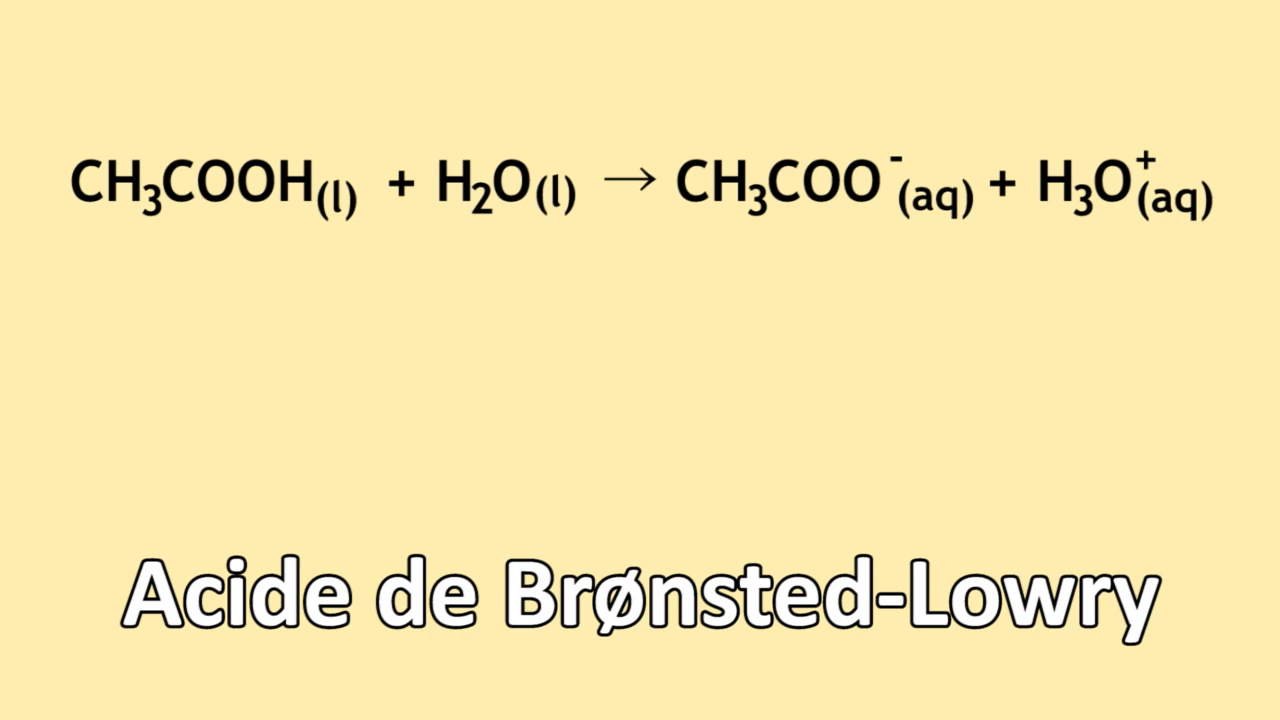 CH₃COOH(l) + H₂O(l) → CH₃COO⁻(aq) + H₃O⁺(aq)
Acide de Brønsted-Lowry